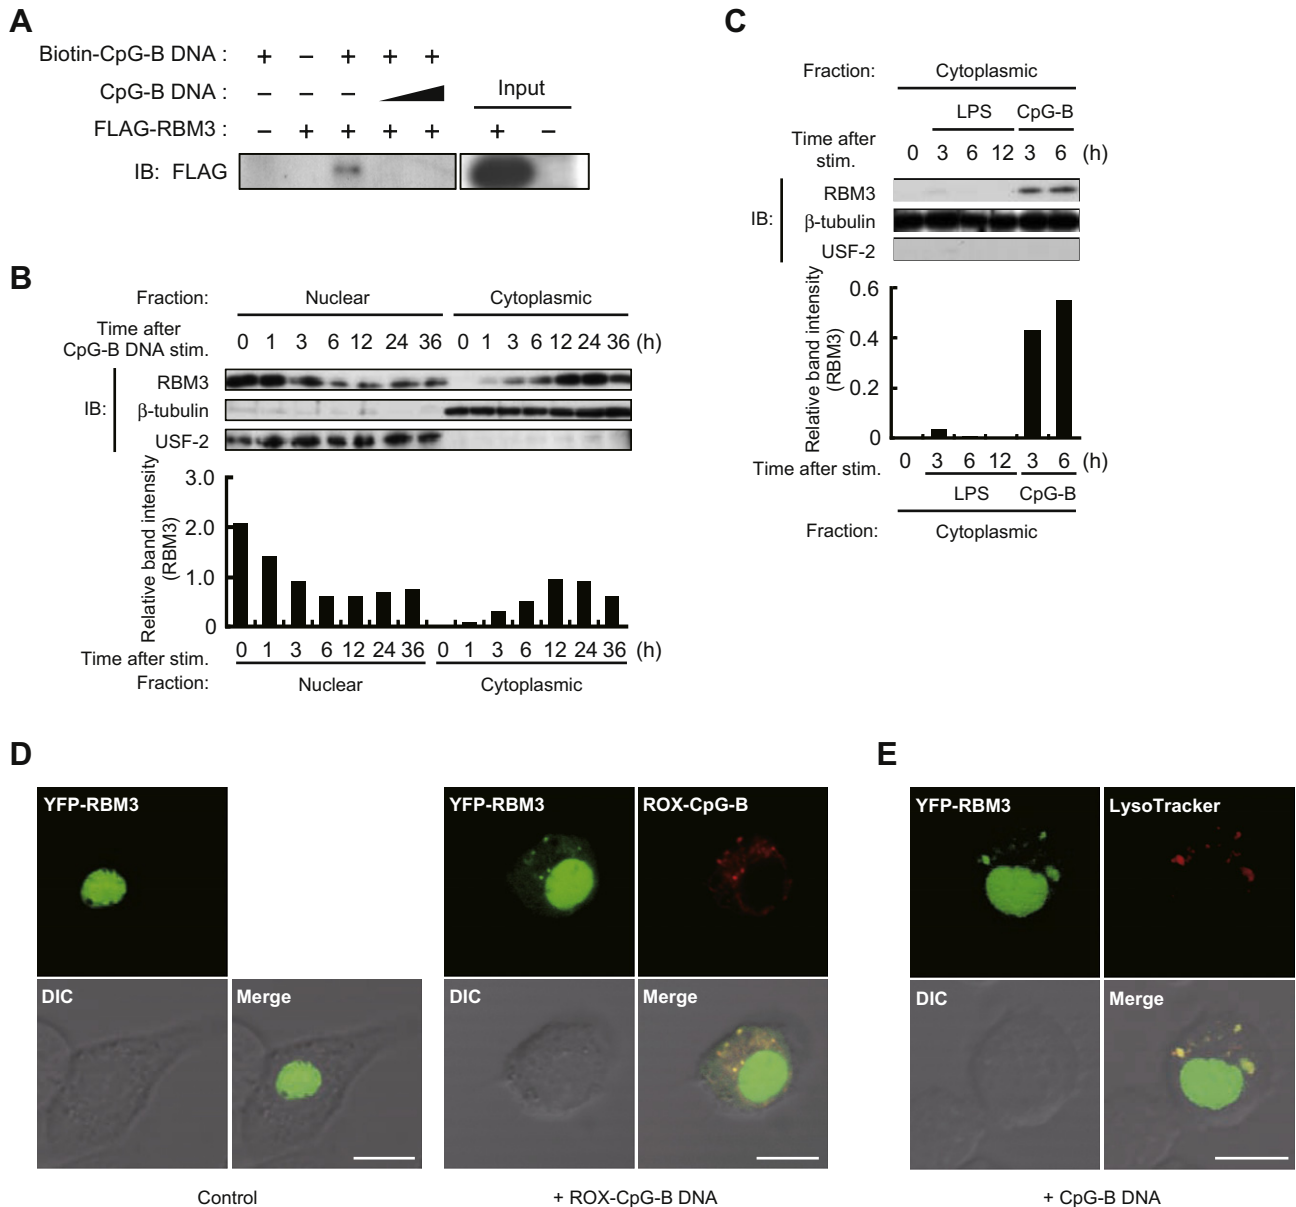 A
Biotin-CpG-B DNA : + – + + +
CpG-B DNA : – – –
Input
FLAG-RBM3 : – + + + + + –
IB: FLAG
B
Fraction: Nuclear Cytoplasmic
Time after
CpG-B DNA stim. 0 1 3 6 12 24 36 0 1 3 6 12 24 36 (h)
IB:
RBM3
β-tubulin
USF-2
Relative band intensity
(RBM3)
3.0
2.0
1.0
0
Time after stim. 0 1 3 6 12 24 36 0 1 3 6 12 24 36 (h)
Fraction: Nuclear Cytoplasmic
C
Fraction: Cytoplasmic
LPS CpG-B
Time after
stim. 0 3 6 12 3 6 (h)
IB:
RBM3
β-tubulin
USF-2
Relative band intensity
(RBM3)
0.6
0.4
0.2
0
Time after stim. 0 3 6 12 3 6 (h)
LPS CpG-B
Fraction: Cytoplasmic
D
YFP-RBM3
DIC Merge
Control
YFP-RBM3 ROX-CpG-B
DIC Merge
+ ROX-CpG-B DNA
E
YFP-RBM3 LysoTracker
DIC Merge
+ CpG-B DNA